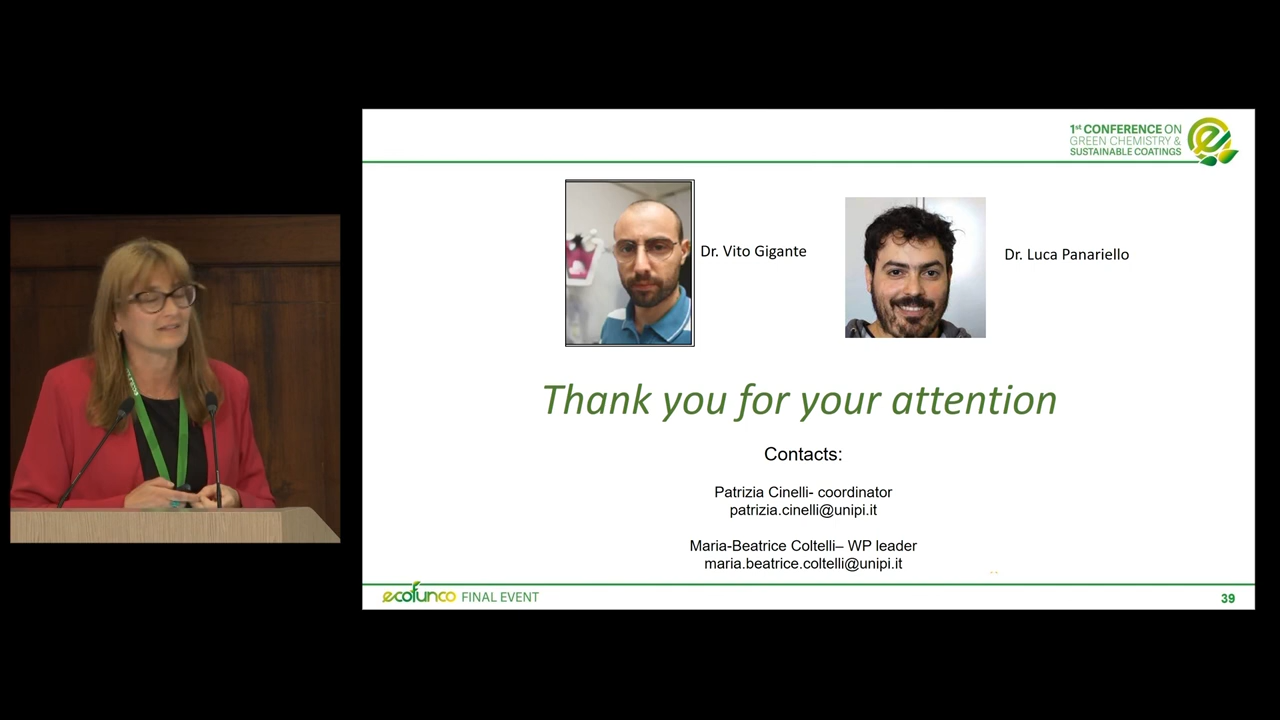 1st CONFERENCE ON
GREEN CHEMISTRY &
SUSTAINABLE COATINGS
Dr. Vito Gigante
Dr. Luca Panariello
Thank you for your attention
Contacts:
Patrizia Cinelli- coordinator
patrizia.cinelli@unipi.it
Maria-Beatrice Coltelli– WP leader
maria.beatrice.coltelli@unipi.it
ecofunco FINAL EVENT
39